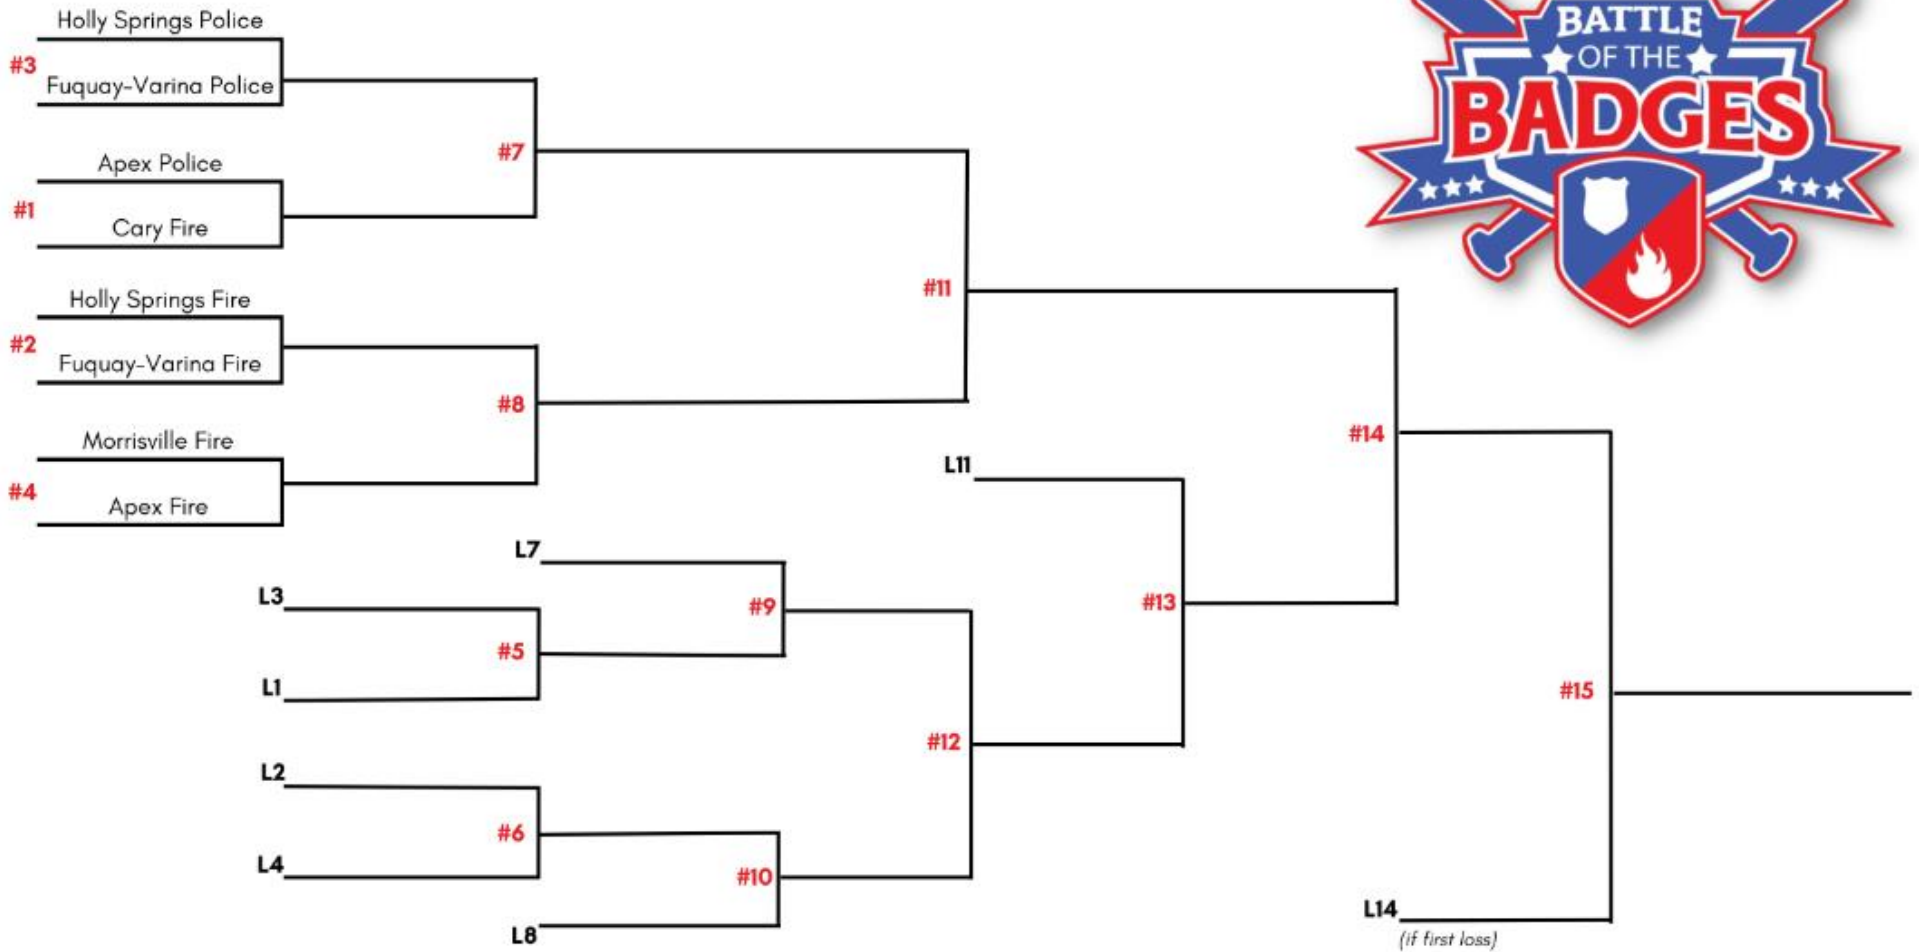 Holly Springs Police
#3
Fuquay-Varina Police
Apex Police
#1
Cary Fire
Holly Springs Fire
#2
Fuquay-Varina Fire
Morrisville Fire
#4
Apex Fire
#7
#8
#11
L11
L7
L3
#9
#5
L1
L2
#6
L4
#10
L8
#12
#13
#14
#15
L14
(if first loss)
BATTLE
OF THE
BADGES